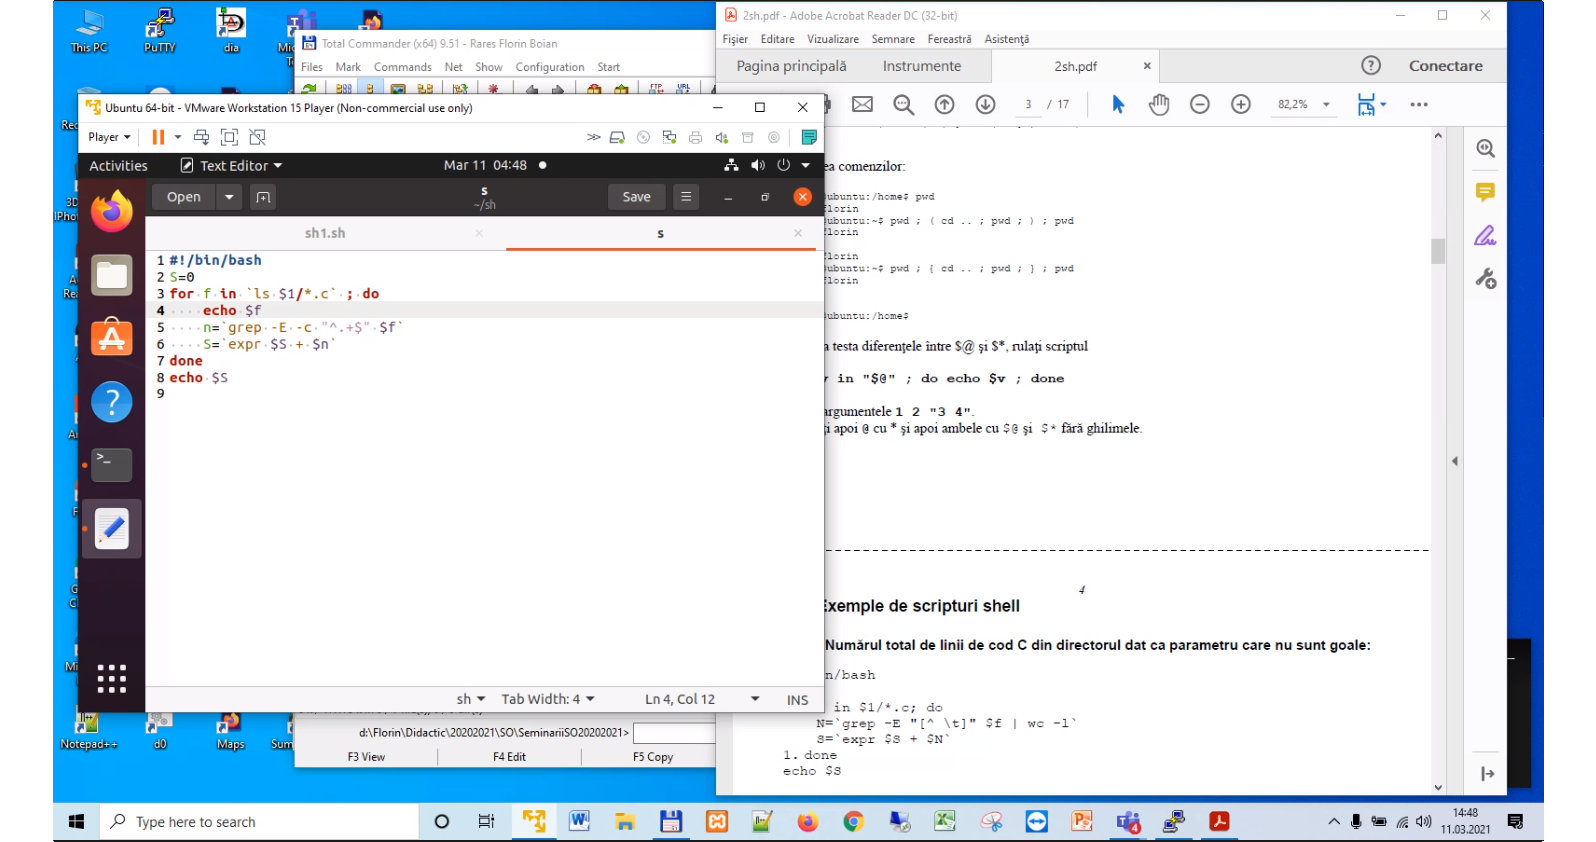 This PC
PuTTY
dia
Total Commander (x64) 9.51 - Rares Florin Boian
Files Mark Commands Net Show Configuration Start
2sh.pdf - Adobe Acrobat Reader DC (32-bit)
Fișier Editare Vizualizare Semnare Fereastră Asistență
Pagina principală Instrumente 2sh.pdf × Conectare
3 / 17 82,2%
Ubuntu 64-bit - VMware Workstation 15 Player (Non-commercial use only)
Player
Activities Text Editor Mar 11 04:48
Open s Save
~/sh
sh1.sh × s ×
1 #!/bin/bash
2 S=0
3 for f in `ls $1/*.c` ; do
4 echo $f
5 n=`grep -E -c "^.+$" $f`
6 S=`expr $S + $n`
7 done
8 echo $S
9
sh Tab Width: 4 Ln 4, Col 12 INS
ea comenzilor:
ubuntu:/home$ pwd
florin
ubuntu:~$ pwd ; ( cd .. ; pwd ; ) ; pwd
florin
florin
ubuntu:~$ pwd ; { cd .. ; pwd ; } ; pwd
florin
ubuntu:/home$
a testa diferențele între $@ și $*, rulați scriptul
v in "$@" ; do echo $v ; done
argumentele 1 2 "3 4".
ți apoi @ cu * și apoi ambele cu $@ și $* fără ghilimele.
4
Exemple de scripturi shell
Numărul total de linii de cod C din directorul dat ca parametru care nu sunt goale:
n/bash
in $1/*.c; do
N=`grep -E "[^ \t]" $f | wc -l`
S=`expr $S + $N`
1. done
echo $S
Notepad++
d0
Maps
Sum
d:\Florin\Didactic\20202021\SO\SeminariiSO20202021>
F3 View F4 Edit F5 Copy
Type here to search
14:48
11.03.2021